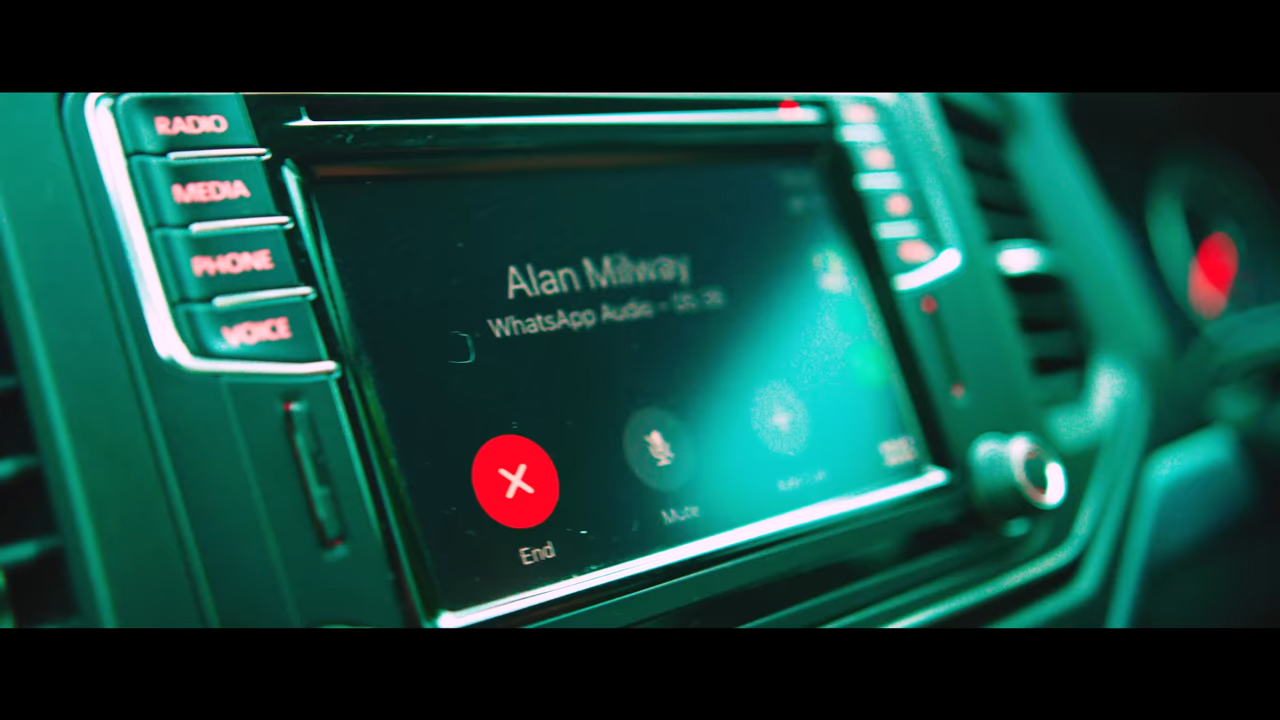 RADIO
MEDIA
PHONE
VOICE
Alan Milway
WhatsApp Audio -
End
Mute